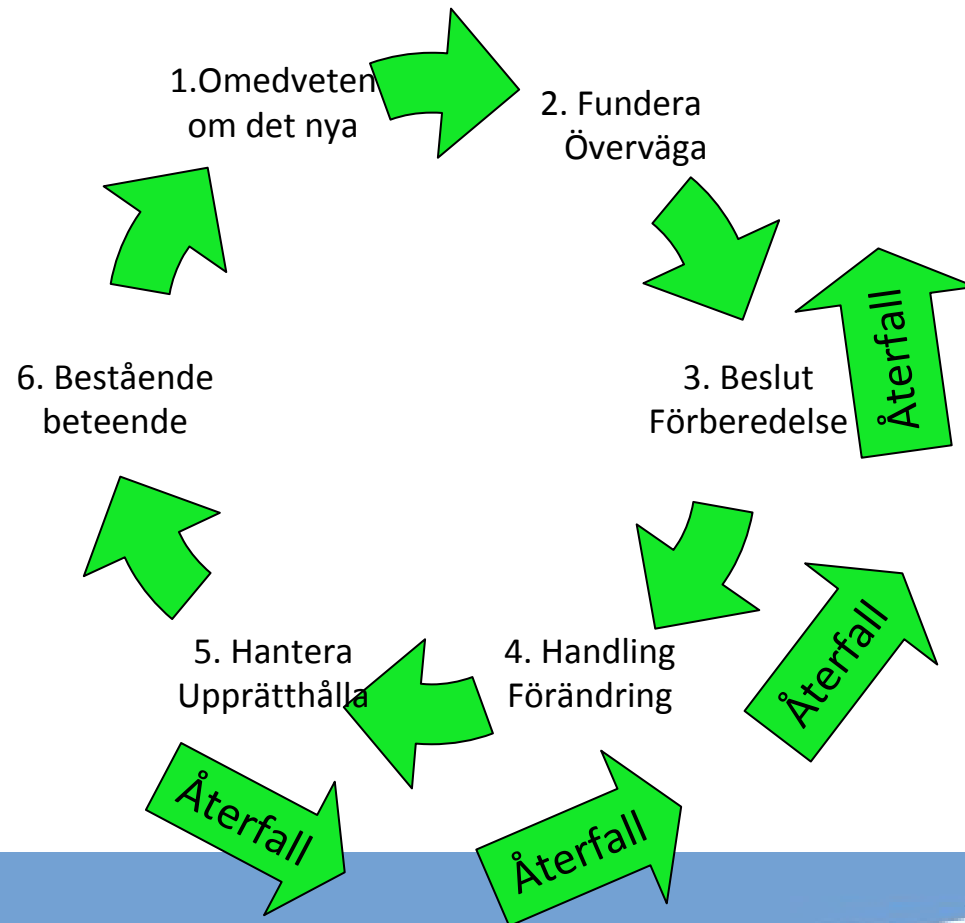 1.Omedveten
om det nya
2. Fundera
Överväga
3. Beslut
Förberedelse
4. Handling
Förändring
5. Hantera
Upprätthålla
6. Bestående
beteende
Återfall
Återfall
Återfall
Återfall